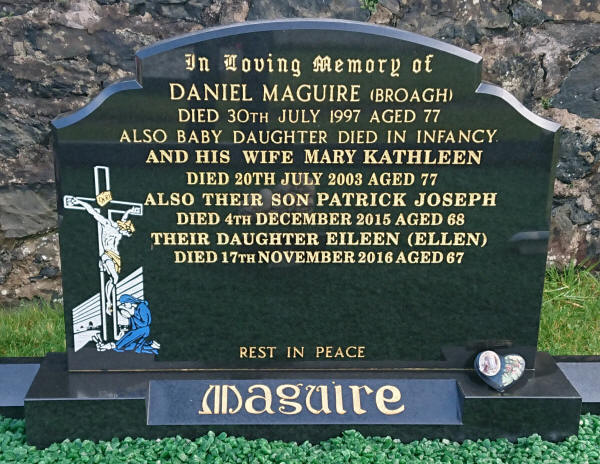 In Loving Memory of
DANIEL MAGUIRE (BROAGH)
DIED 30TH JULY 1997 AGED 77
ALSO BABY DAUGHTER DIED IN INFANCY
AND HIS WIFE MARY KATHLEEN
DIED 20TH JULY 2003 AGED 77
ALSO THEIR SON PATRICK JOSEPH
DIED 4TH DECEMBER 2015 AGED 68
THEIR DAUGHTER EILEEN (ELLEN)
DIED 17TH NOVEMBER 2016 AGED 67
REST IN PEACE
Maguire